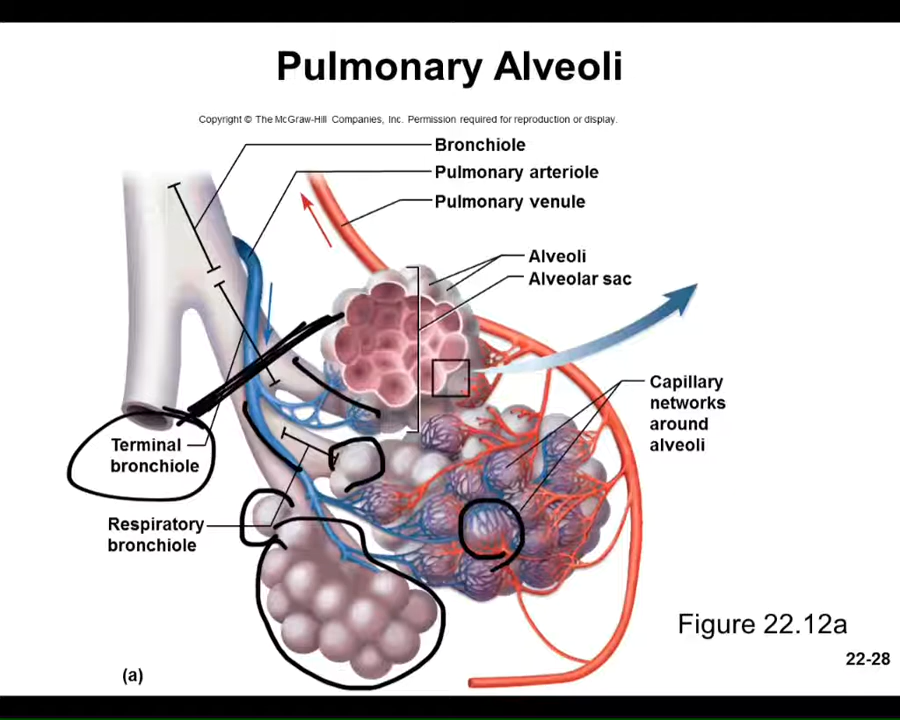 Pulmonary Alveoli
Copyright © The McGraw-Hill Companies, Inc. Permission required for reproduction or display.
Bronchiole
Pulmonary arteriole
Pulmonary venule
Alveoli
Alveolar sac
Capillary
networks
around
alveoli
Terminal
bronchiole
Respiratory
bronchiole
Figure 22.12a
22-28
(a)